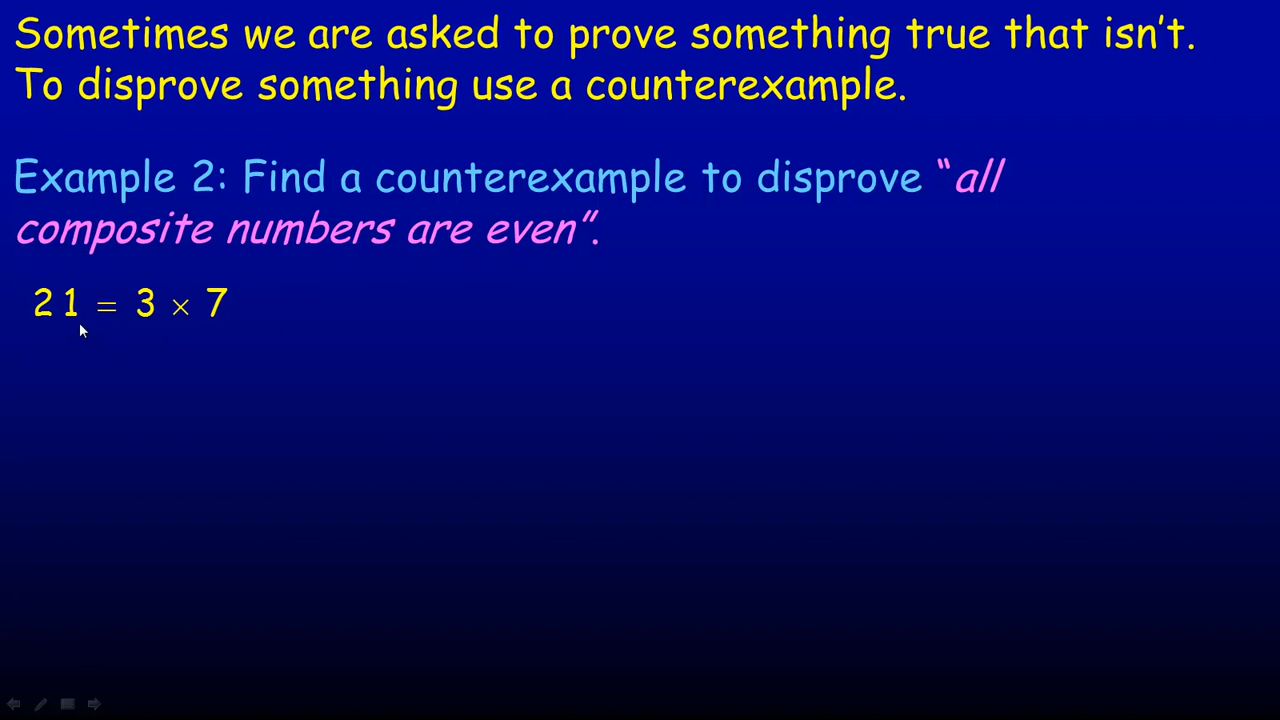 Sometimes we are asked to prove something true that isn’t.
To disprove something use a counterexample.
Example 2: Find a counterexample to disprove “all
composite numbers are even”.
21 = 3 × 7